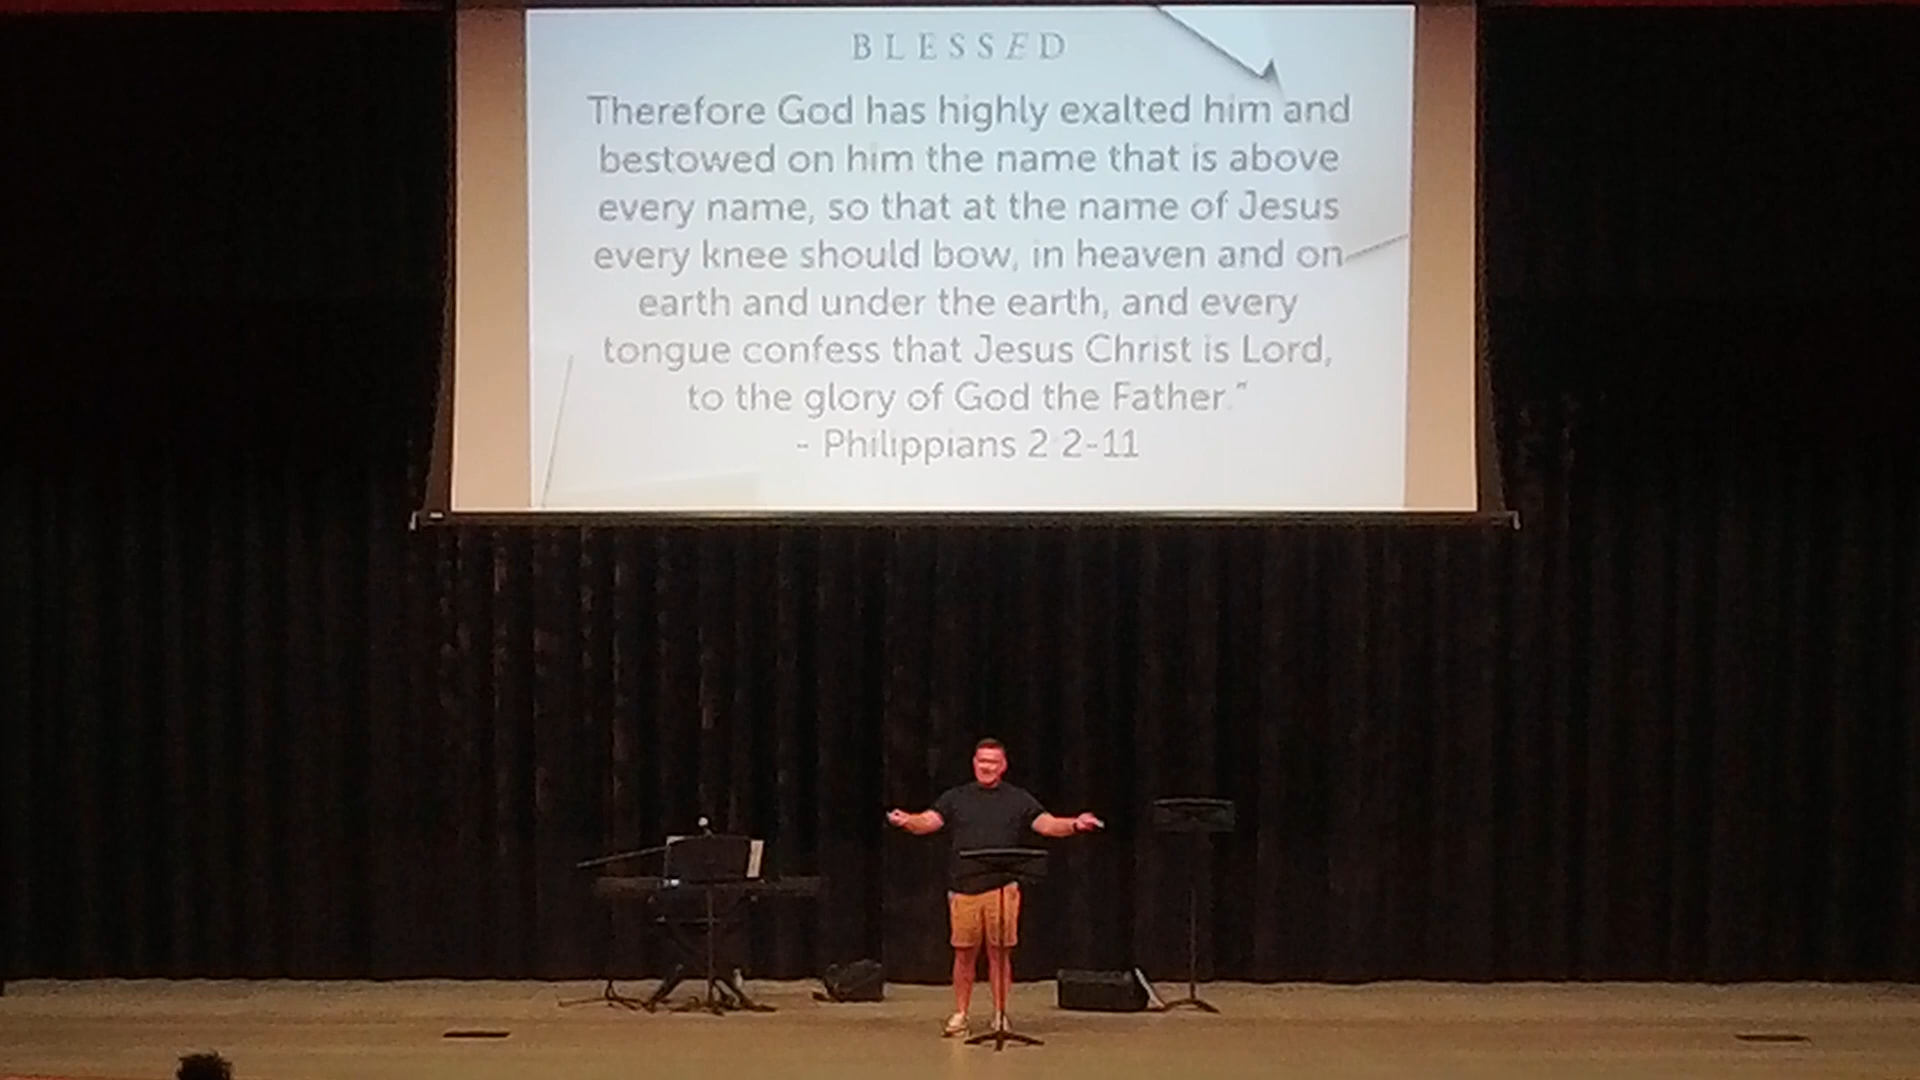 BLESSED
Therefore God has highly exalted him and
bestowed on him the name that is above
every name, so that at the name of Jesus
every knee should bow, in heaven and on
earth and under the earth, and every
tongue confess that Jesus Christ is Lord,
to the glory of God the Father."
- Philippians 2:2-11